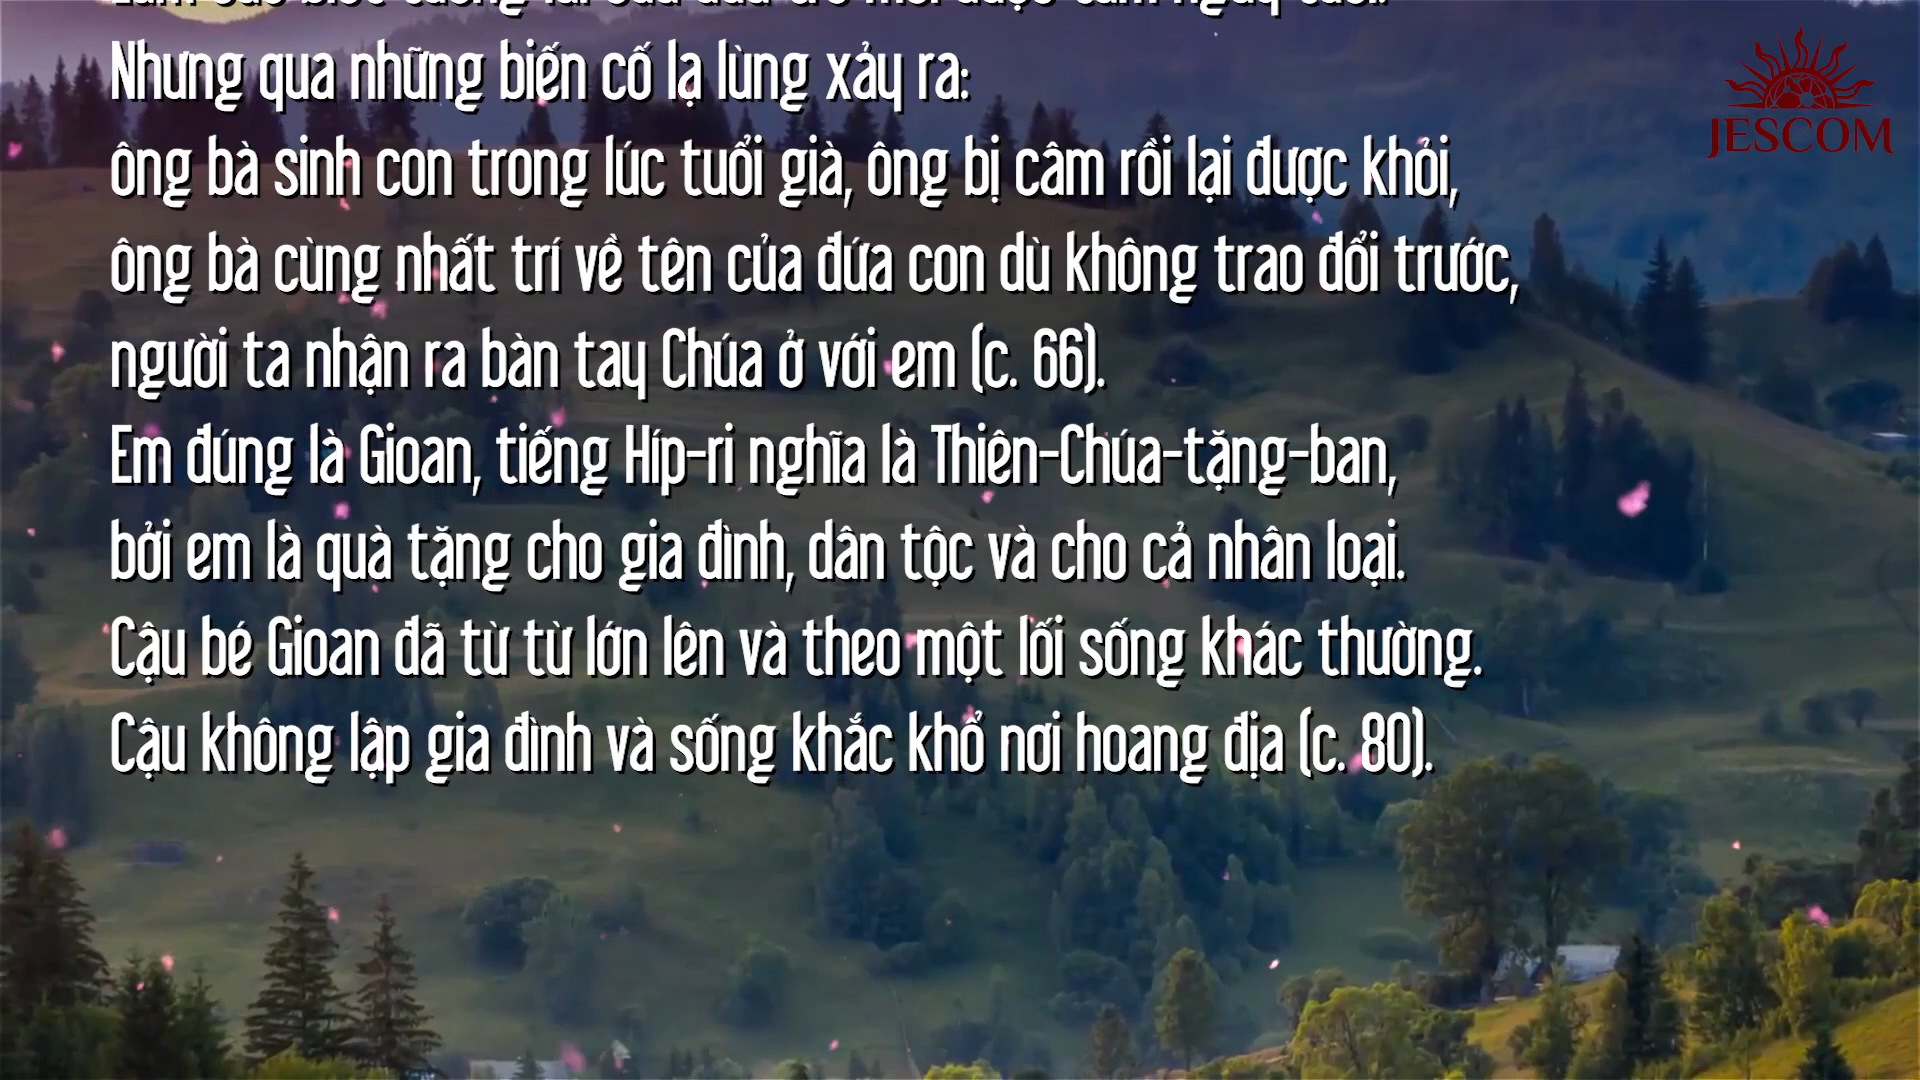 Nhưng qua những biến cố lạ lùng xảy ra:
ông bà sinh con trong lúc tuổi già, ông bị câm rồi lại được khỏi,
ông bà cùng nhất trí về tên của đứa con dù không trao đổi trước,
người ta nhận ra bàn tay Chúa ở với em (c. 66).
Em đúng là Gioan, tiếng Híp-ri nghĩa là Thiên-Chúa-tặng-ban,
bởi em là quà tặng cho gia đình, dân tộc và cho cả nhân loại.
Cậu bé Gioan đã từ từ lớn lên và theo một lối sống khác thường.
Cậu không lập gia đình và sống khắc khổ nơi hoang địa (c. 80).
JESCOM